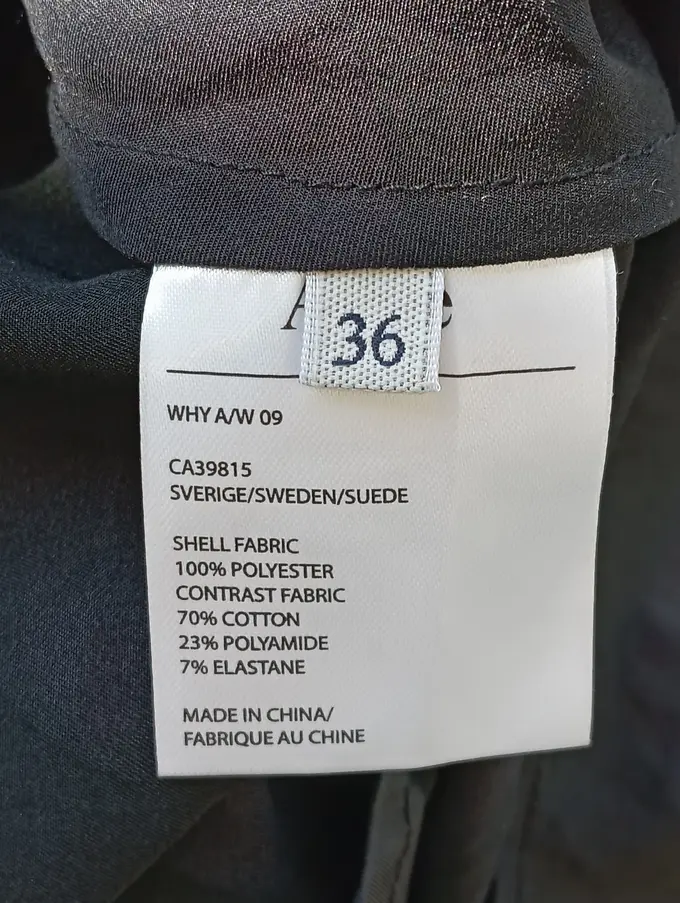 36
WHY A/W 09
CA39815
SVERIGE/SWEDEN/SUEDE
SHELL FABRIC
100% POLYESTER
CONTRAST FABRIC
70% COTTON
23% POLYAMIDE
7% ELASTANE
MADE IN CHINA/
FABRIQUE AU CHINE